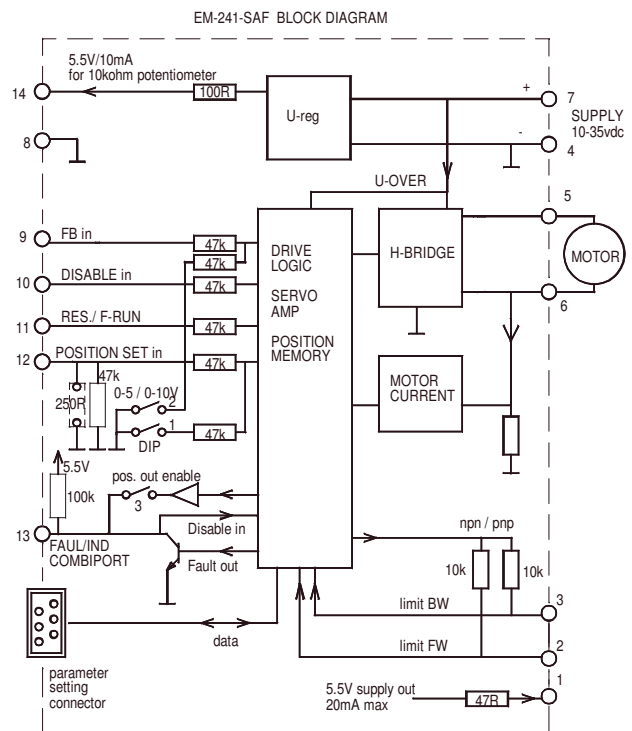 EM-241-SAF BLOCK DIAGRAM
5.5V/10mA
for 10kohm potentiometer
14
100R
U-reg
+
7
SUPPLY
10-35vdc
8
-
4
U-OVER
5
9
FB in
47k
47k
DRIVE
LOGIC
SERVO
AMP
POSITION
MEMORY
H-BRIDGE
MOTOR
10
DISABLE in
47k
6
11
RES./ F-RUN
47k
12
POSITION SET in
47k
47k
250R
0-5 / 0-10V
2
1
DIP
47k
MOTOR
CURRENT
5.5V
100k
pos. out enable
3
13
FAUL/IND
COMBIPORT
Disable in
Fault out
npn / pnp
10k
10k
limit BW
3
data
limit FW
2
parameter
setting
connector
5.5V supply out
20mA max
47R
1